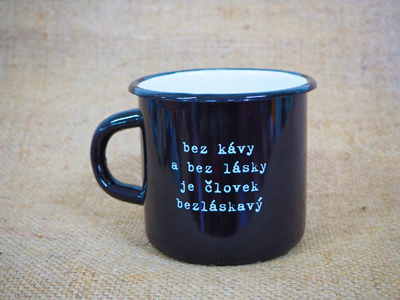 bez kávy
a bez lásky
je človek
bezláskavý